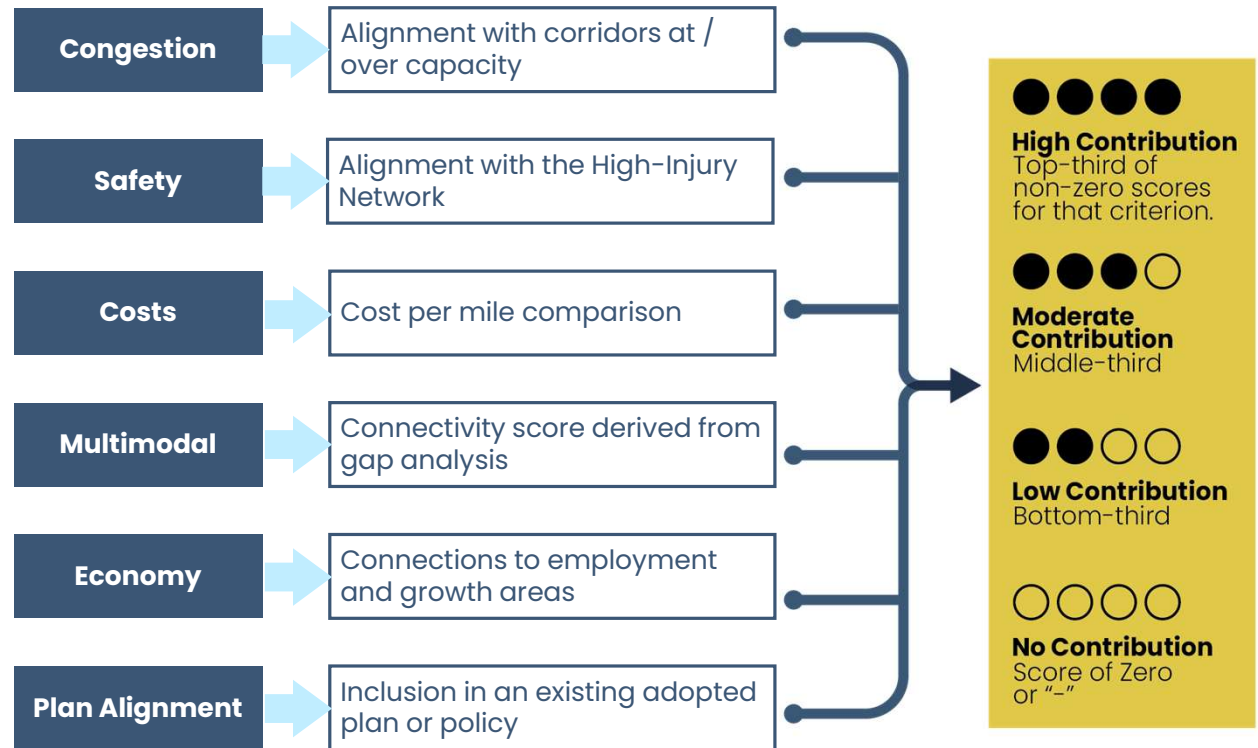 Congestion
Alignment with corridors at /
over capacity
Safety
Alignment with the High-Injury
Network
Costs
Cost per mile comparison
Multimodal
Connectivity score derived from
gap analysis
Economy
Connections to employment
and growth areas
Plan Alignment
Inclusion in an existing adopted
plan or policy
High Contribution
Top-third of
non-zero scores
for that criterion.
Moderate
Contribution
Middle-third
Low Contribution
Bottom-third
No Contribution
Score of Zero
or “-”